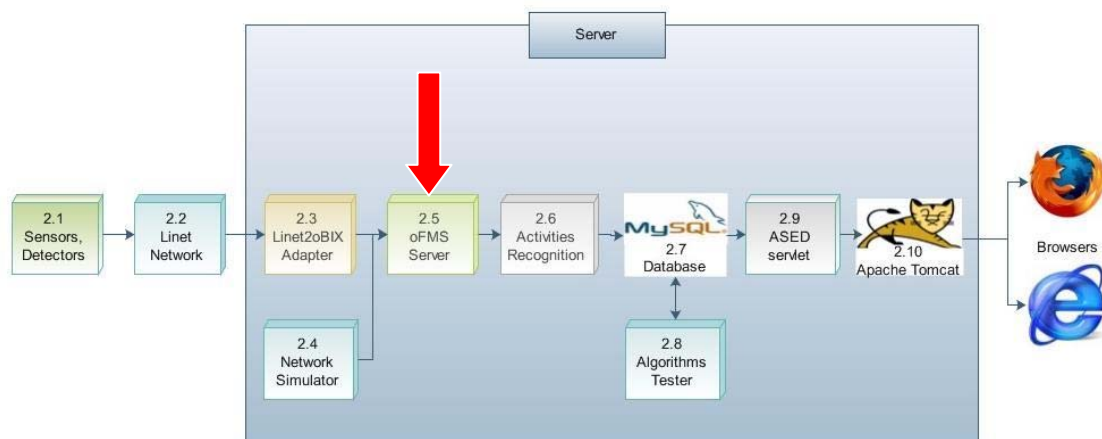 Server
2.1
Sensors,
Detectors
2.2
Linet
Network
2.3
Linet2oBIX
Adapter
2.4
Network
Simulator
2.5
oFMS
Server
2.6
Activities
Recognition
MySQL®
2.7
Database
2.8
Algorithms
Tester
2.9
ASED
servlet
2.10
Apache Tomcat
Browsers